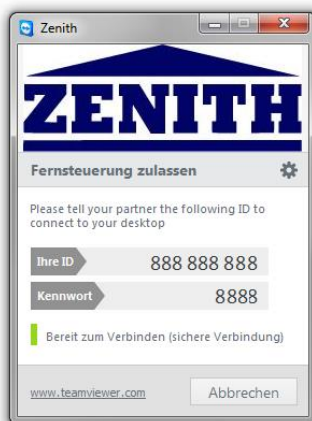 Zenith
ZENITH
Fernsteuerung zulassen
Please tell your partner the following ID to
connect to your desktop
Ihre ID 888 888 888
Kennwort 8888
Bereit zum Verbinden (sichere Verbindung)
www.teamviewer.com Abbrechen